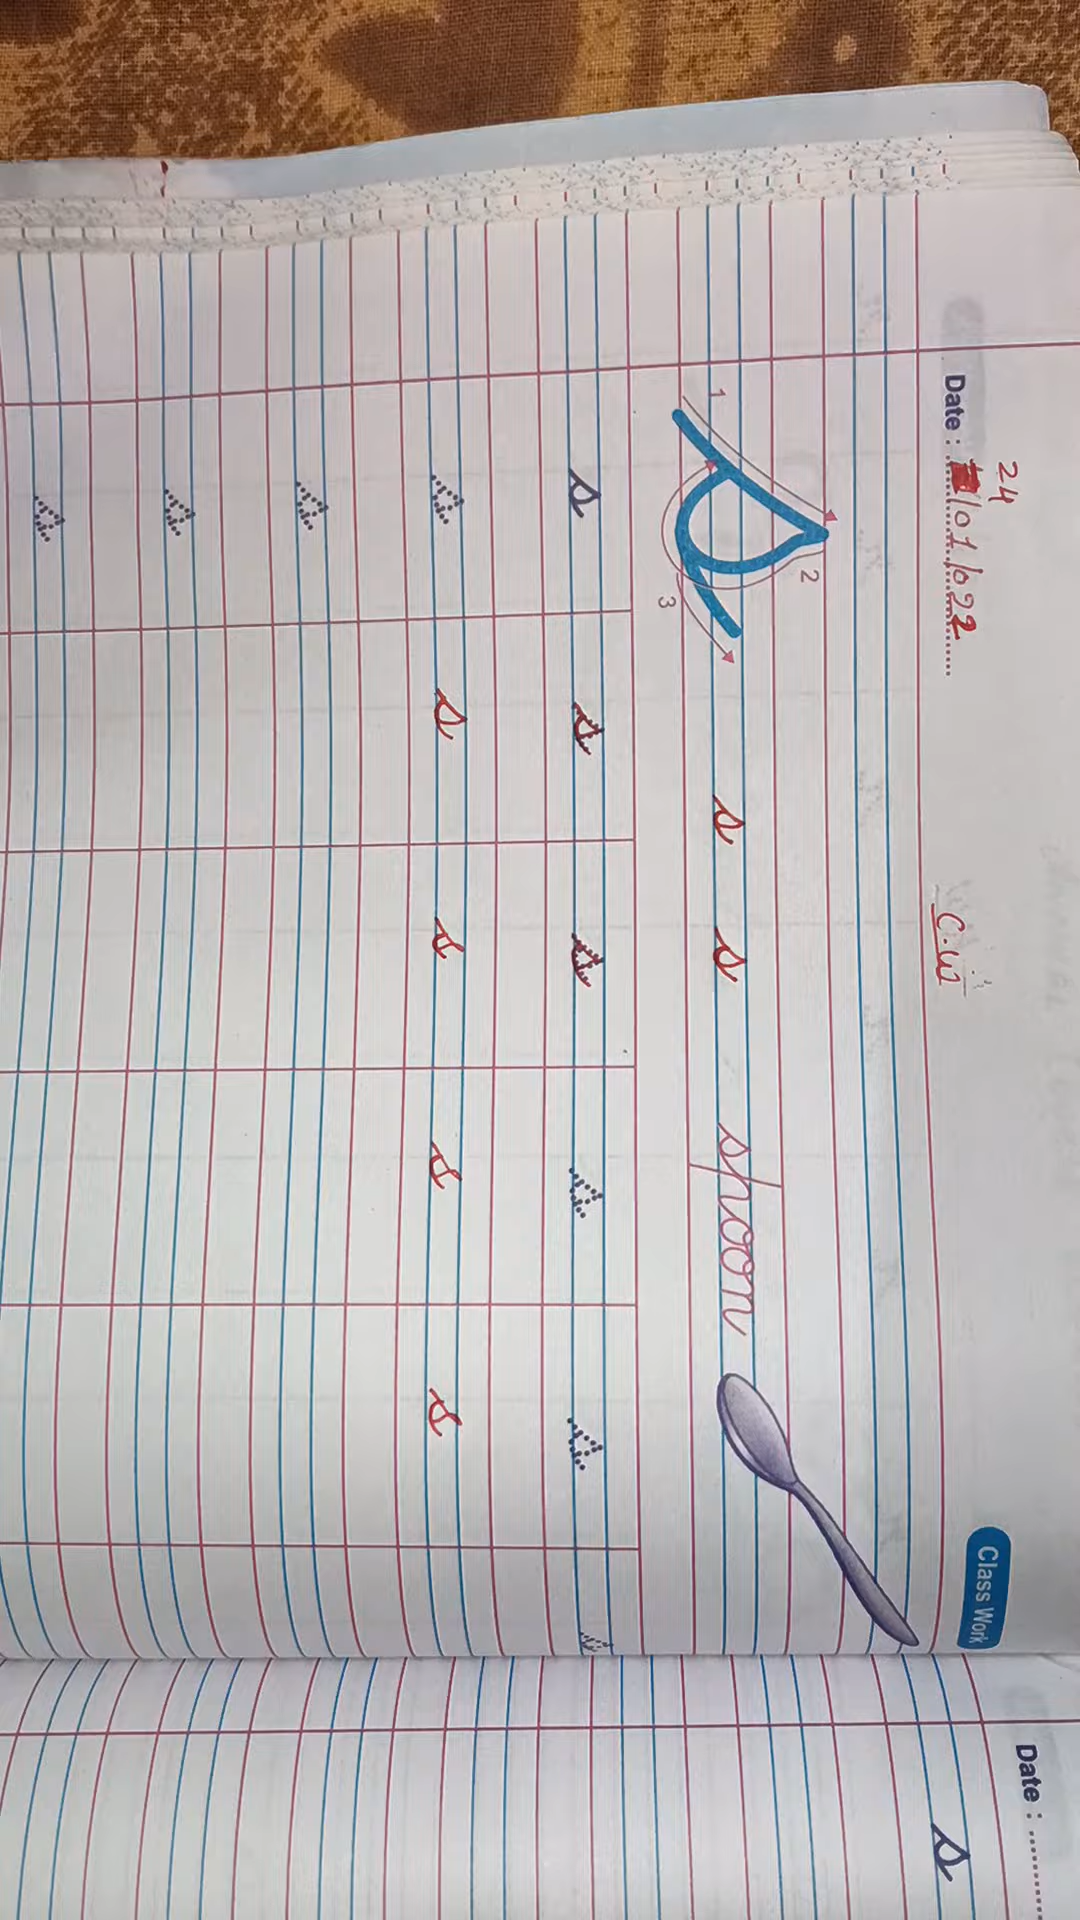 Date : 24/01/022
C.W
Class Work
1 2 3
s s spoon
s s s s s s
s s s s s
s
s
s
Date :
s